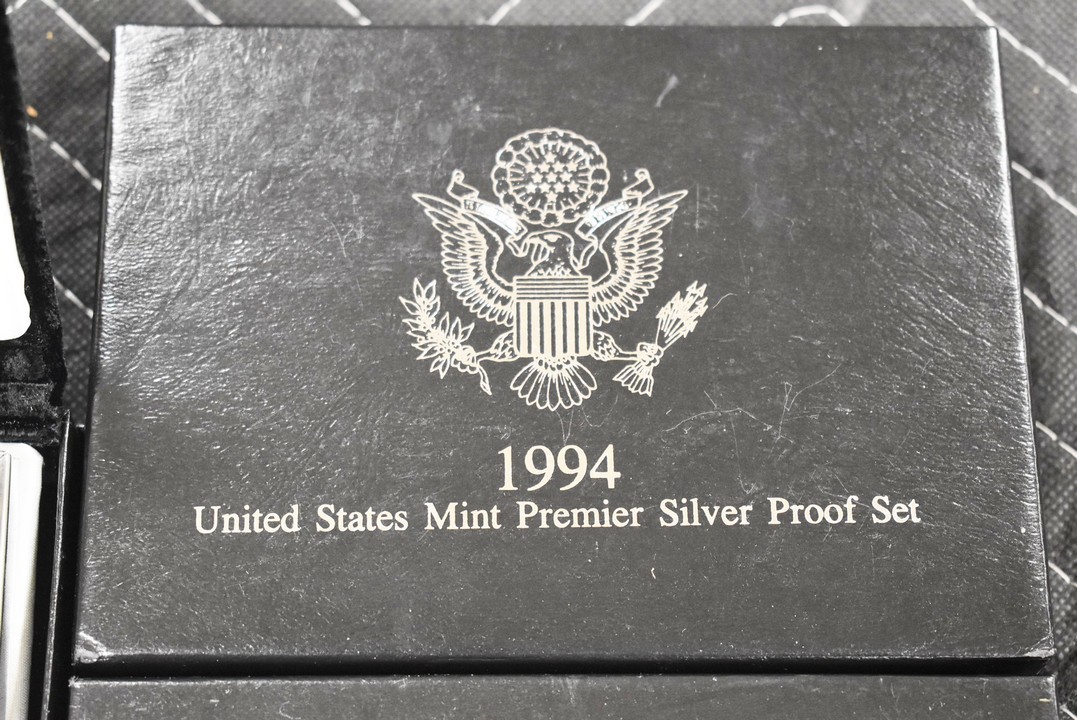 1994
United States Mint Premier Silver Proof Set